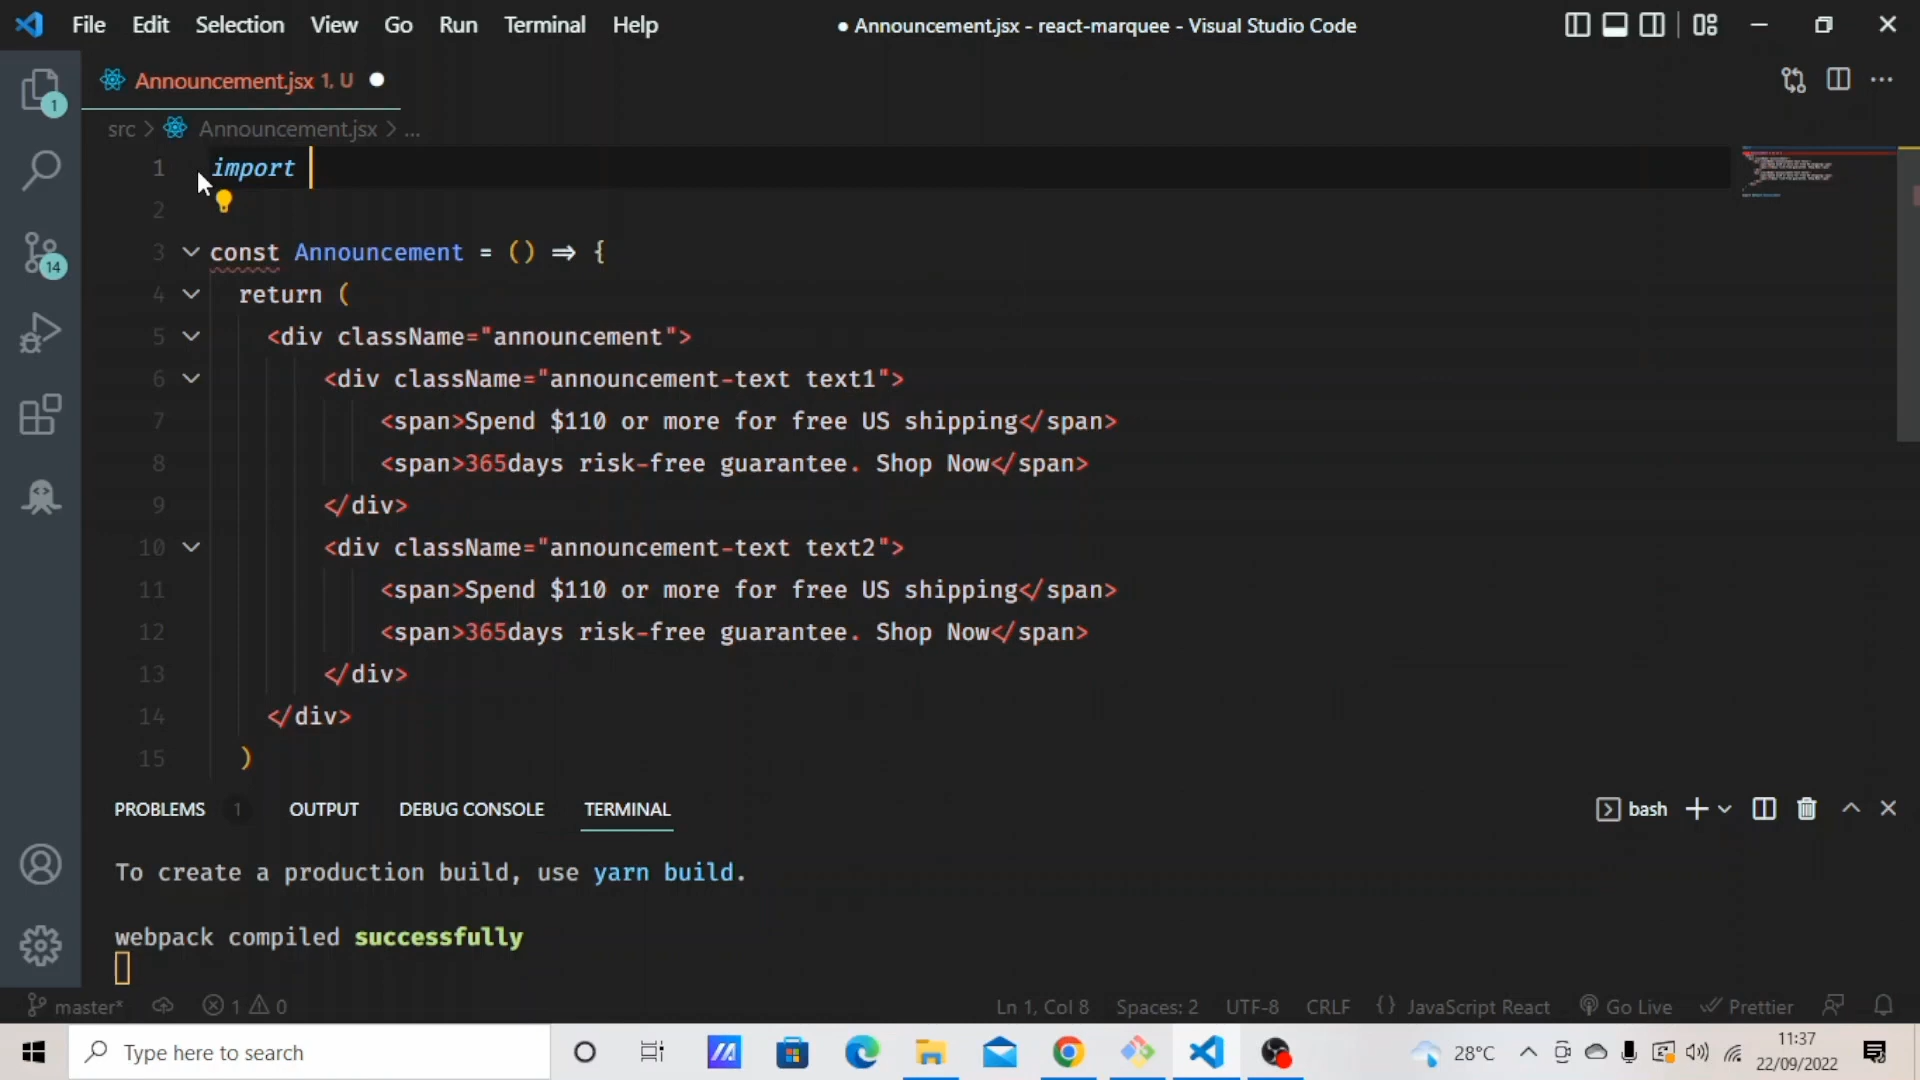 File Edit Selection View Go Run Terminal Help
● Announcement.jsx - react-marquee - Visual Studio Code
Announcement.jsx 1, U ●
src > Announcement.jsx > ...
1 import
2
3 const Announcement = () ⇒ {
4 return (
5 <div className="announcement">
6 <div className="announcement-text text1">
7 <span>Spend $110 or more for free US shipping</span>
8 <span>365days risk-free guarantee. Shop Now</span>
9 </div>
10 <div className="announcement-text text2">
11 <span>Spend $110 or more for free US shipping</span>
12 <span>365days risk-free guarantee. Shop Now</span>
13 </div>
14 </div>
15 )
1
14
PROBLEMS 1 OUTPUT DEBUG CONSOLE TERMINAL
bash
To create a production build, use yarn build.
webpack compiled successfully
master* 1 0
Ln 1, Col 8 Spaces: 2 UTF-8 CRLF {} JavaScript React Go Live Prettier
Type here to search
28°C
11:37
22/09/2022